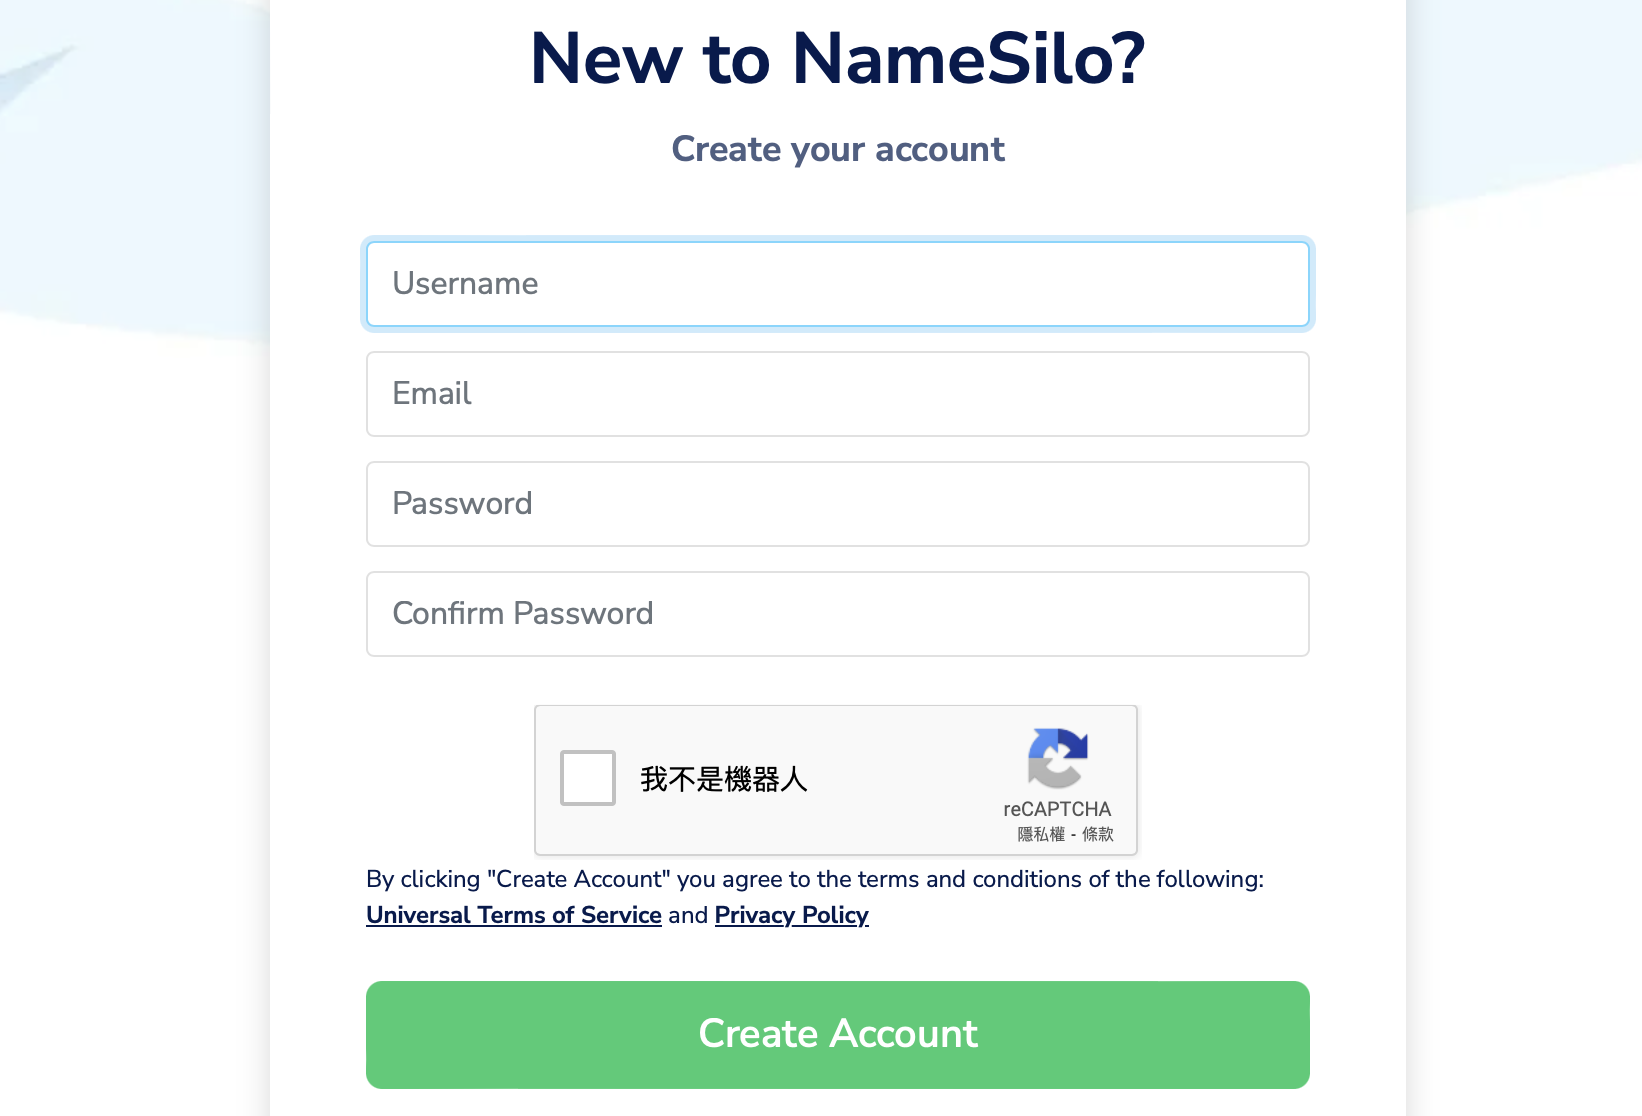 New to NameSilo?
Create your account
Username
Email
Password
Confirm Password
我不是機器人
reCAPTCHA
隱私權 - 條款
By clicking "Create Account" you agree to the terms and conditions of the following:
Universal Terms of Service and Privacy Policy
Create Account